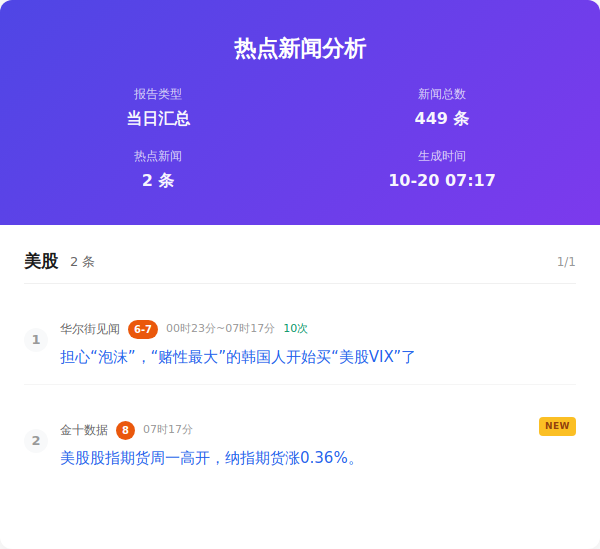 热点新闻分析
报告类型
新闻总数
当日汇总
449 条
热点新闻
生成时间
2 条
10-20 07:17
美股 2 条 1/1
1 华尔街见闻 6-7 00时23分~07时17分 10次
担心“泡沫”，“赌性最大”的韩国人开始买“美股VIX”了
2 金十数据 8 07时17分 NEW
美股股指期货周一高开，纳指期货涨0.36%。